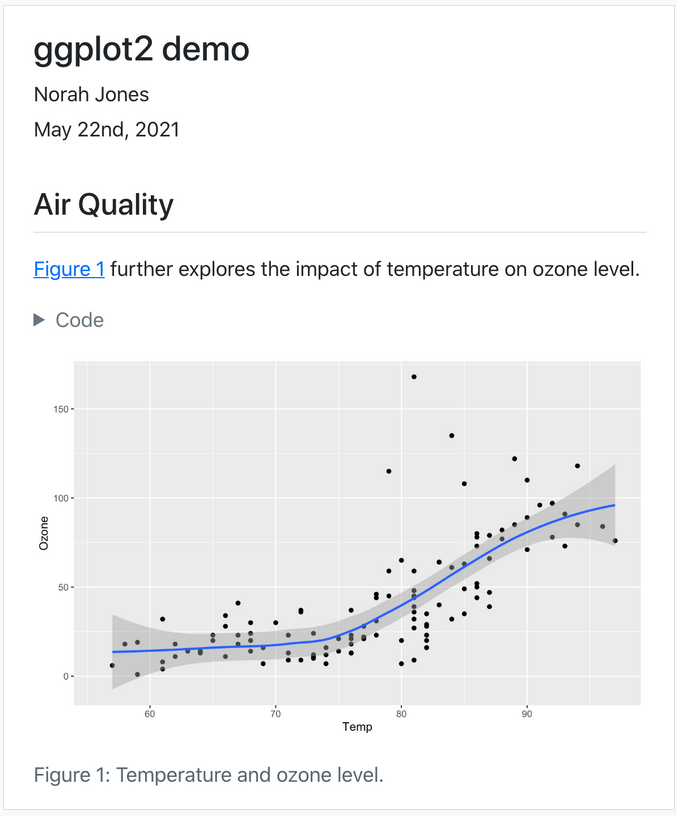 ggplot2 demo
Norah Jones
May 22nd, 2021
Air Quality
Figure 1 further explores the impact of temperature on ozone level.
Code
150
100
50
0
Ozone
60 70 80 90
Temp
Figure 1: Temperature and ozone level.